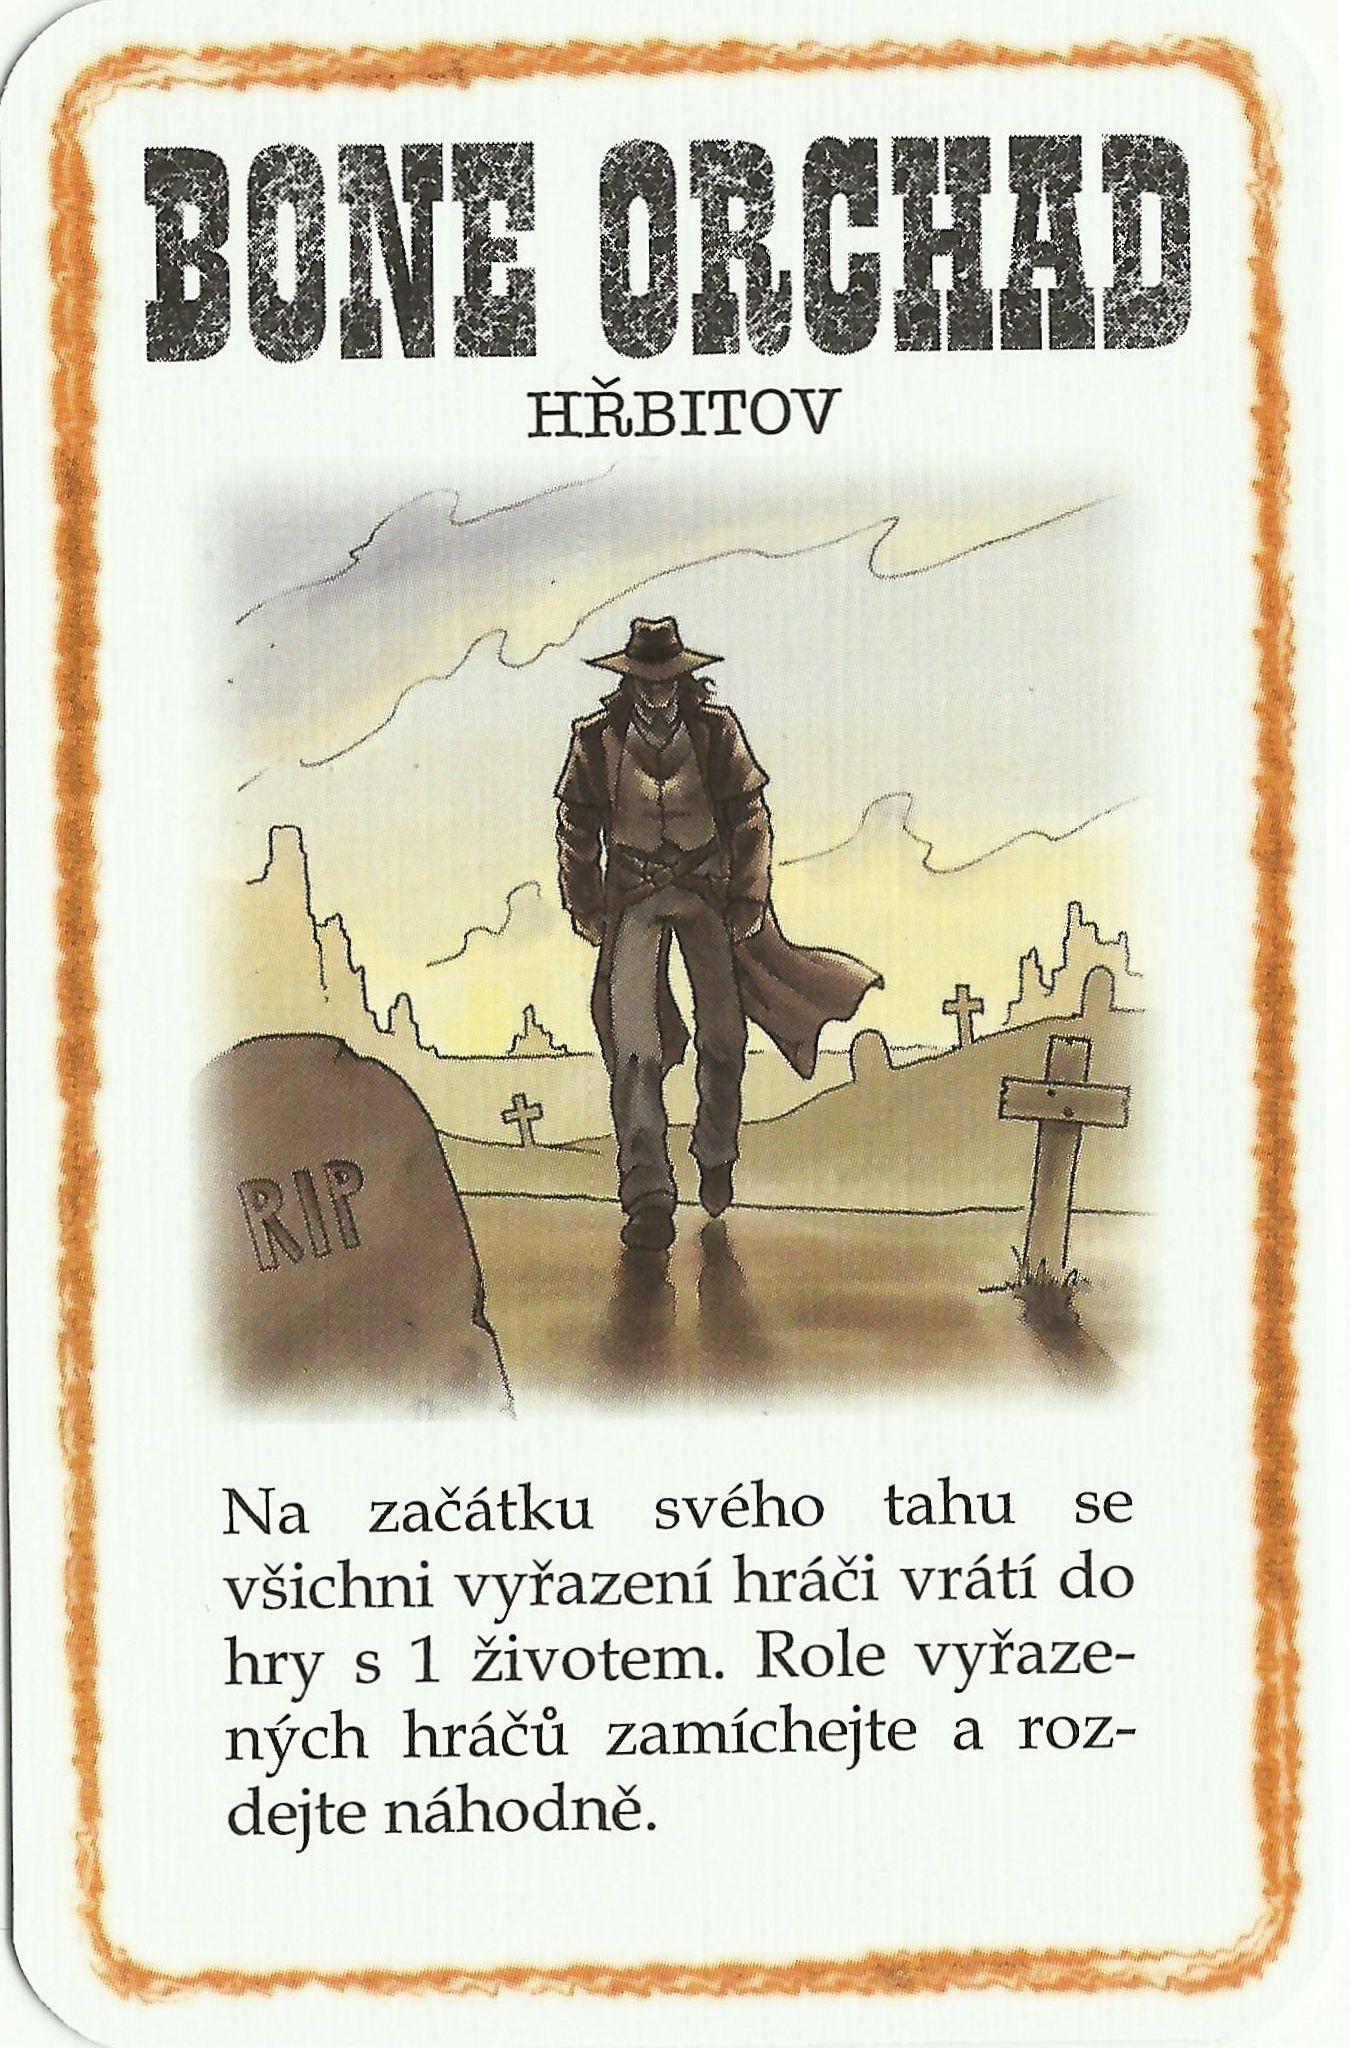 BONE ORCHAD
HŘBITOV
RIP
Na začátku svého tahu se
všichni vyřazení hráči vrátí do
hry s 1 životem. Role vyřaze-
ných hráčů zamíchejte a roz-
dejte náhodně.